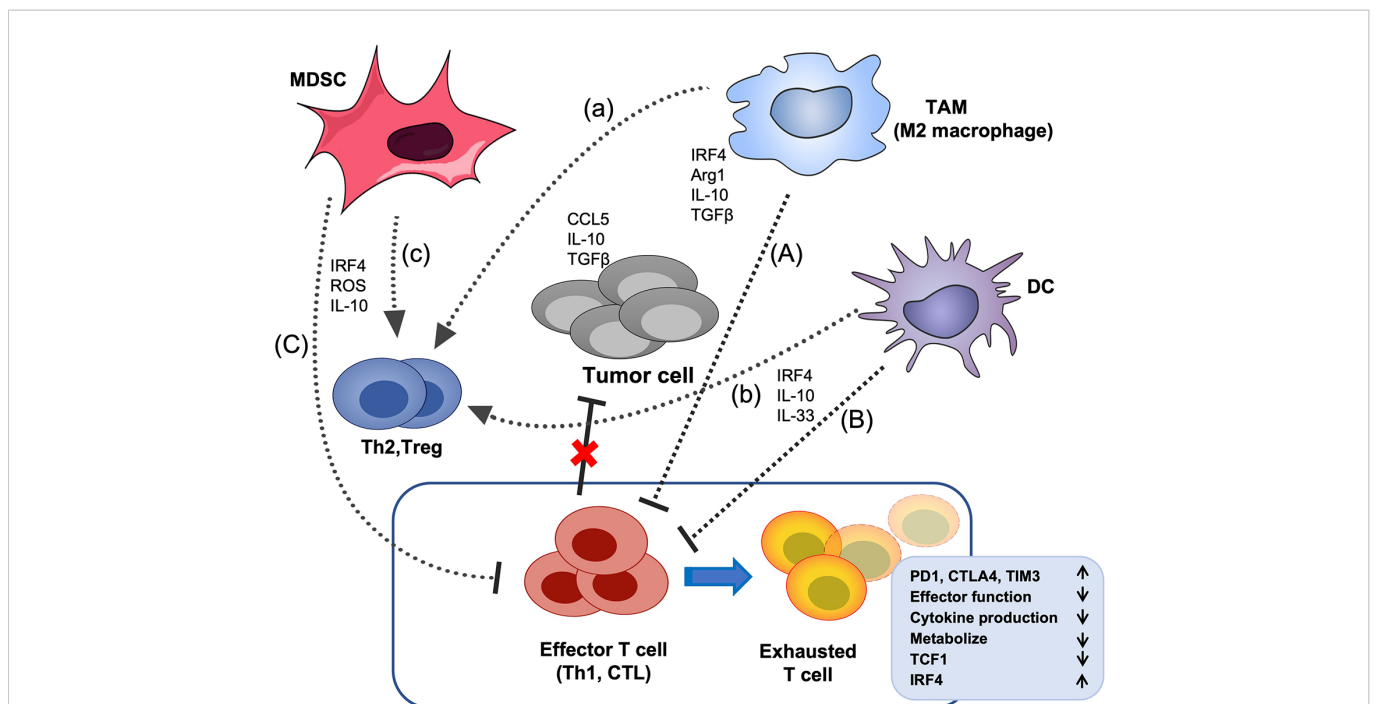 MDSC
(a)
TAM
(M2 macrophage)
IRF4
Arg1
IL-10
TGFβ
CCL5
IL-10
TGFβ
(A)
(c)
IRF4
ROS
IL-10
DC
(C)
Tumor cell
(b)
IRF4
IL-10
IL-33
(B)
Th2,Treg
Effector T cell
(Th1, CTL)
Exhausted
T cell
PD1, CTLA4, TIM3 ↑
Effector function ↓
Cytokine production ↓
Metabolize ↓
TCF1 ↓
IRF4 ↑